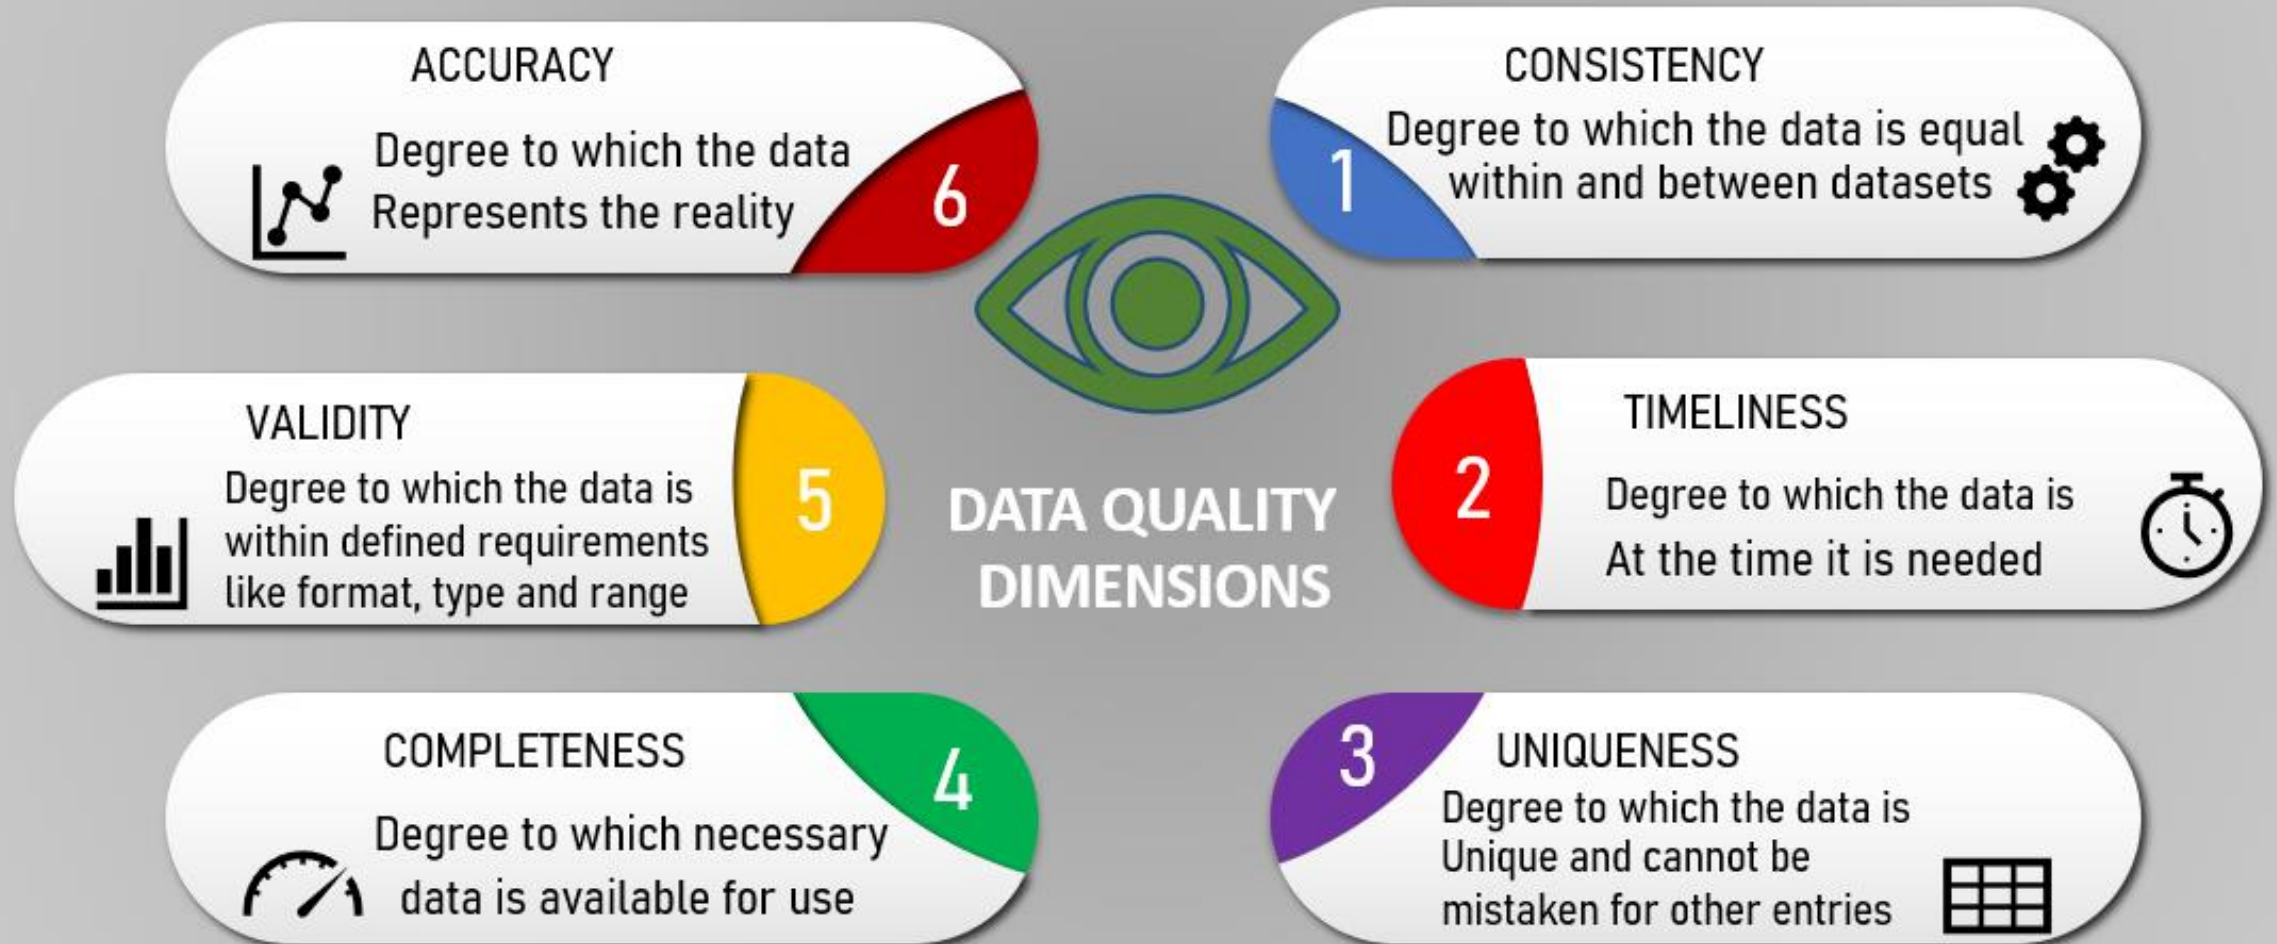 ACCURACY
Degree to which the data
Represents the reality
6
CONSISTENCY
Degree to which the data is equal
within and between datasets
1
VALIDITY
Degree to which the data is
within defined requirements
like format, type and range
5
DATA QUALITY
DIMENSIONS
2
TIMELINESS
Degree to which the data is
At the time it is needed
COMPLETENESS
Degree to which necessary
data is available for use
4
3
UNIQUENESS
Degree to which the data is
Unique and cannot be
mistaken for other entries